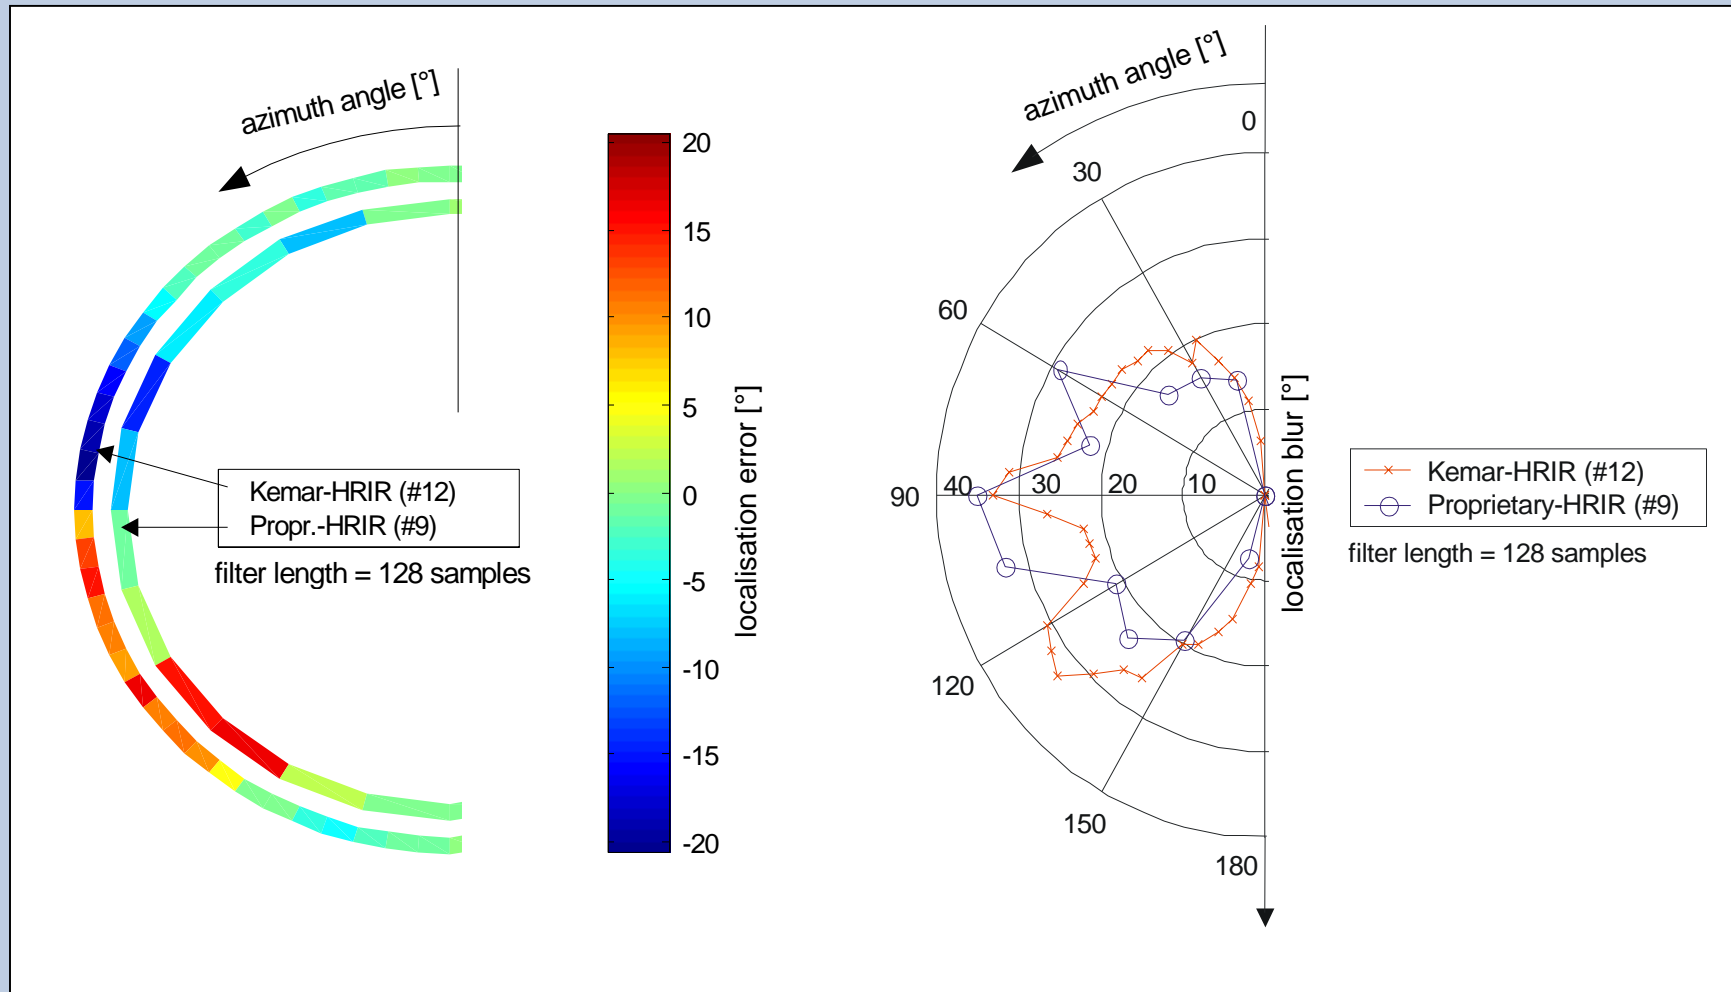 azimuth angle [°]
Kemar-HRIR (#12)
Propr.-HRIR (#9)
filter length = 128 samples
20
15
10
5
0
-5
-10
-15
-20
localisation error [°]
azimuth angle [°]
0
30
60
90
120
150
180
40
30
20
10
localisation blur [°]
Kemar-HRIR (#12)
Proprietary-HRIR (#9)
filter length = 128 samples